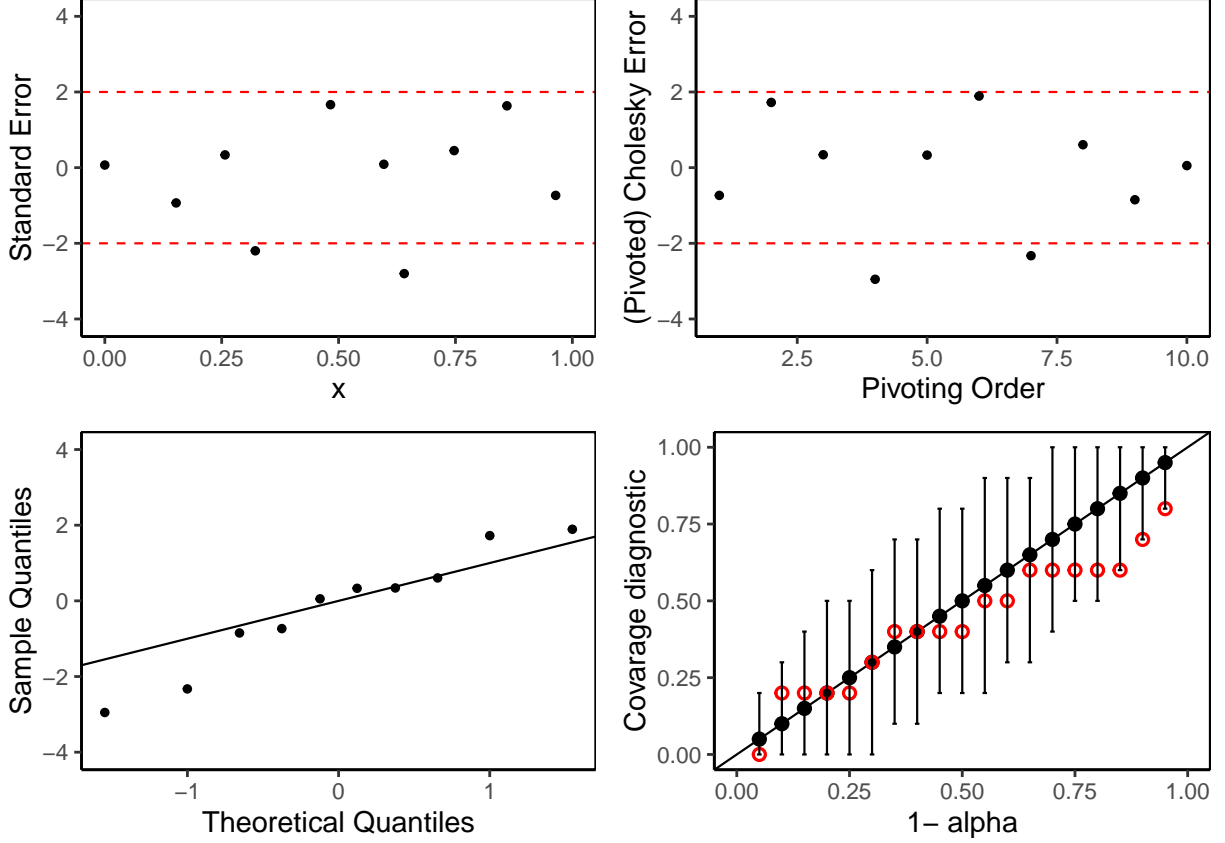 4
2
0
−2
−4
Standard Error
0.00 0.25 0.50 0.75 1.00
x
4
2
0
−2
−4
(Pivoted) Cholesky Error
2.5 5.0 7.5 10.0
Pivoting Order
4
2
0
−2
−4
Sample Quantiles
−1 0 1
Theoretical Quantiles
1.00
0.75
0.50
0.25
0.00
Covarage diagnostic
0.00 0.25 0.50 0.75 1.00
1− alpha